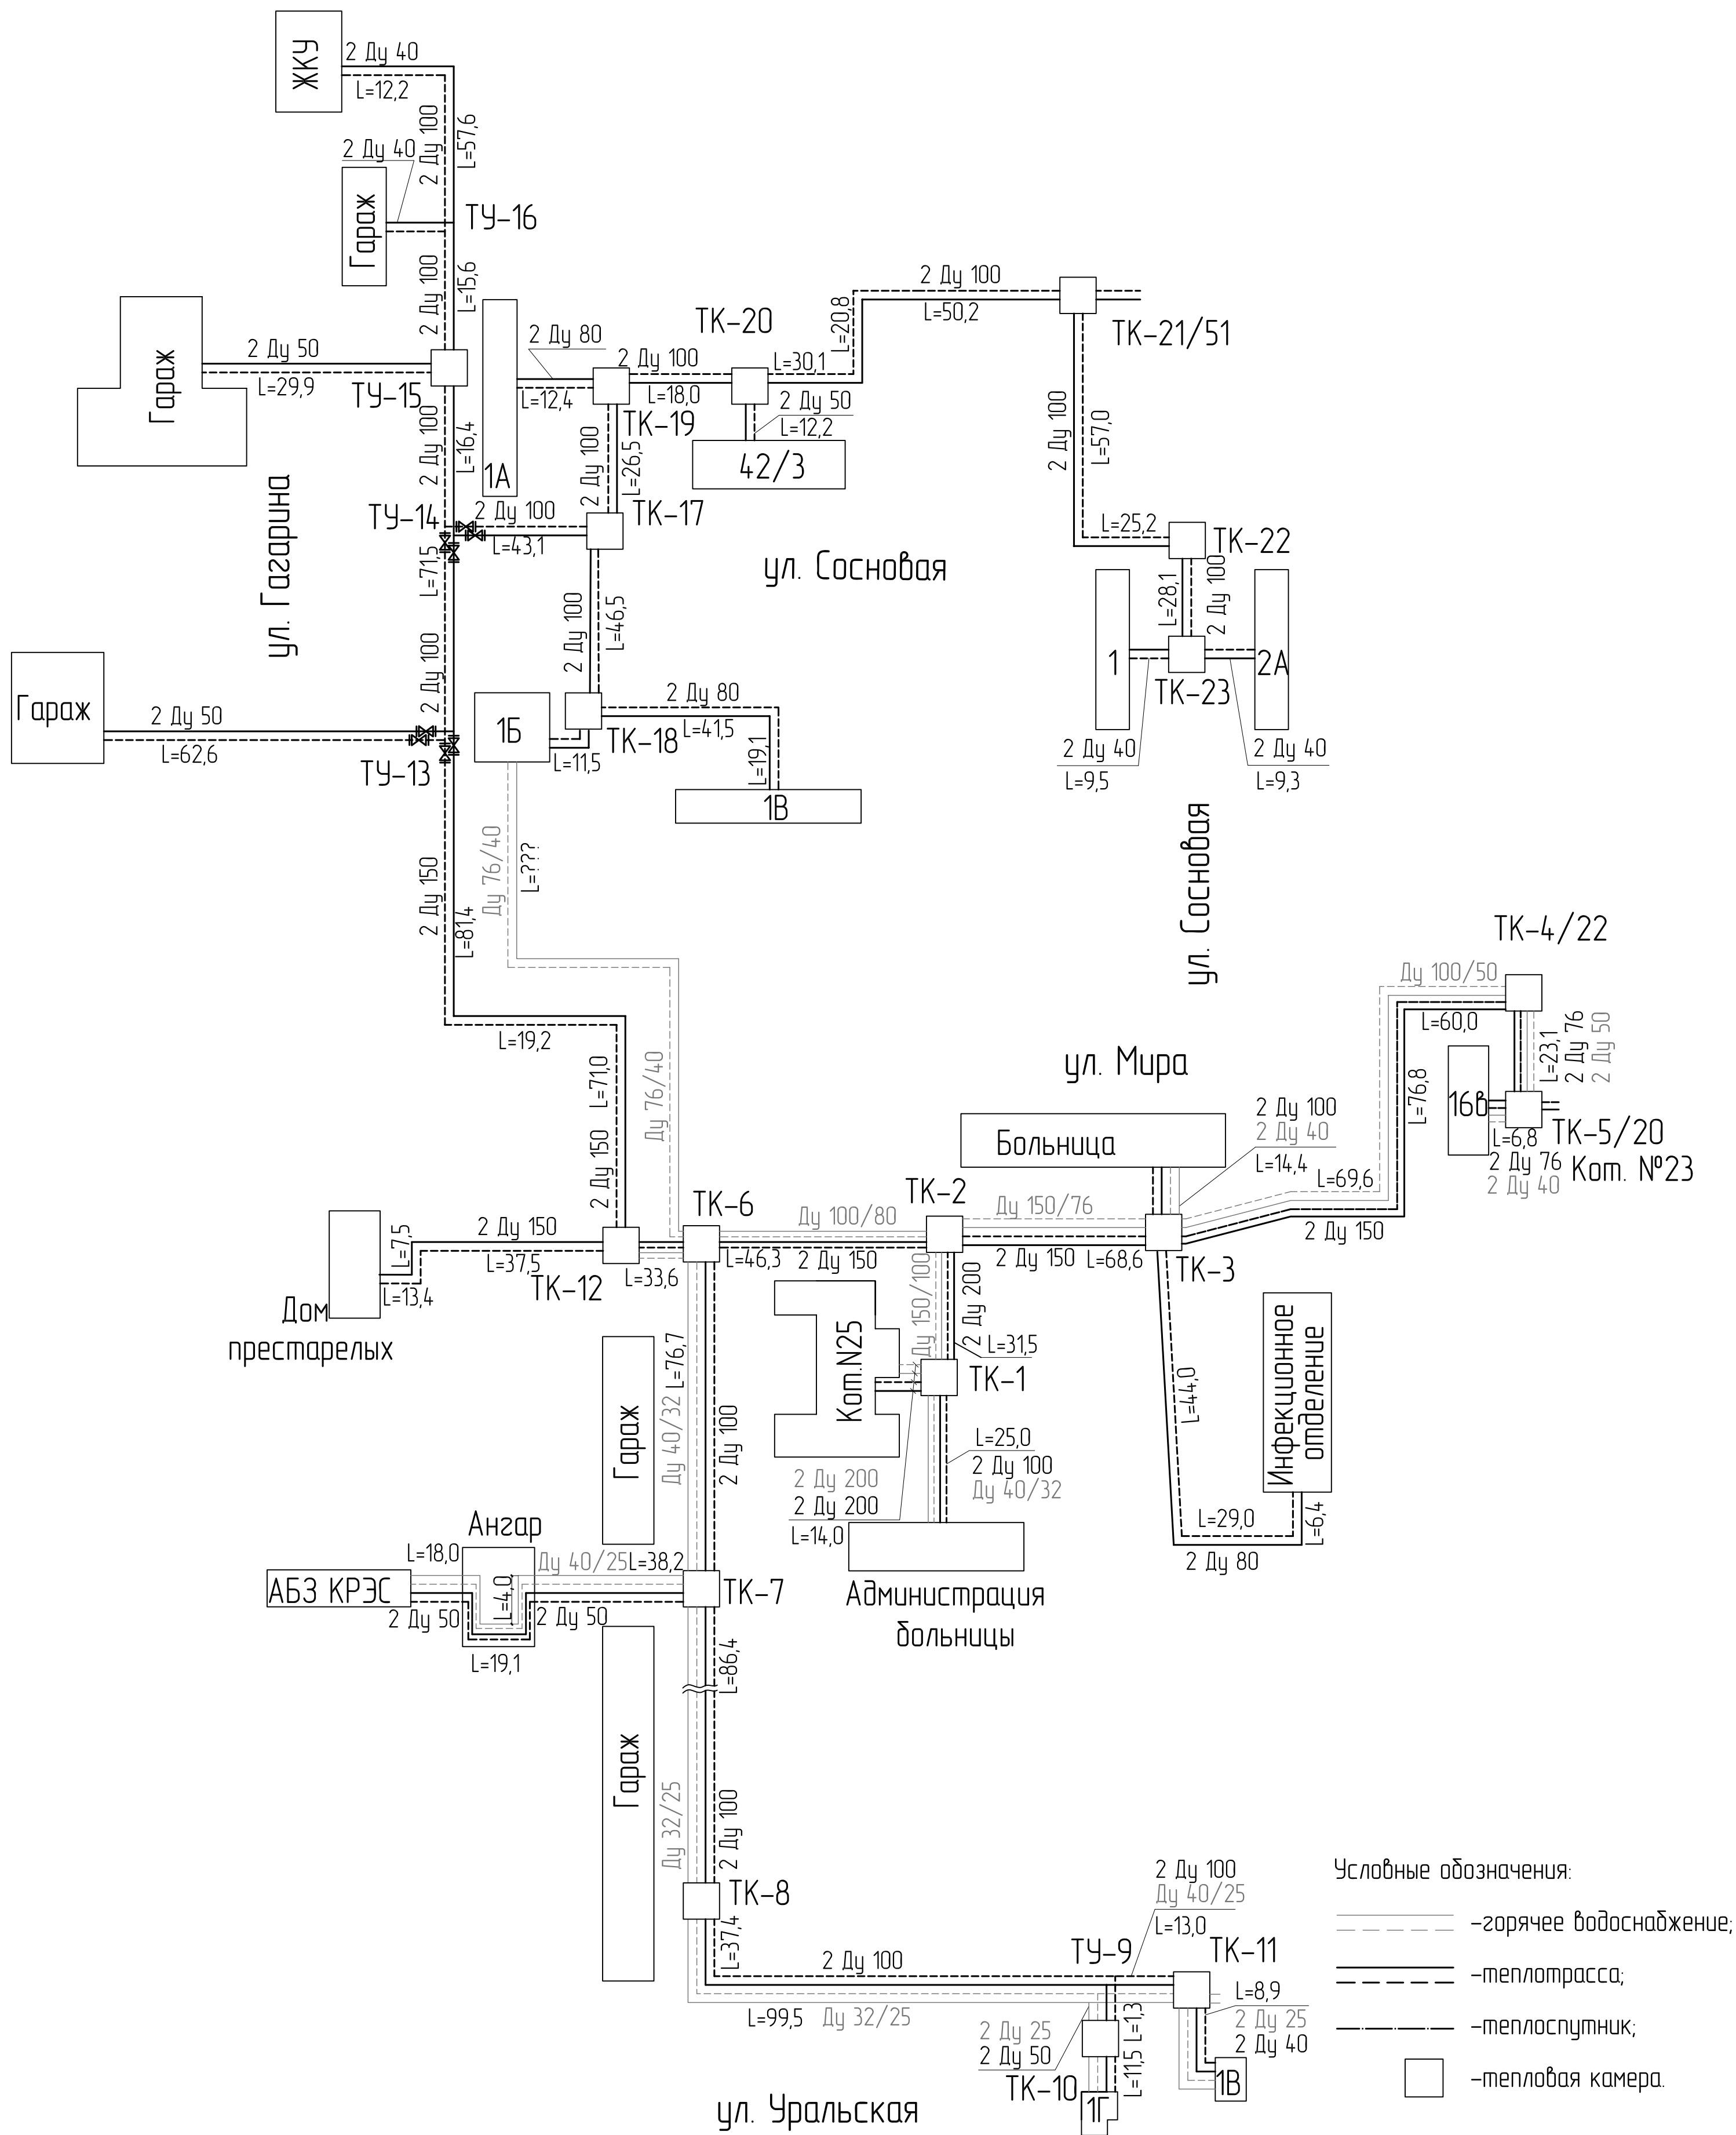 ЖКУ
2 Ду 40
L=12,2
2 Ду 100
L=57,6
2 Ду 40
Гараж
ТУ-16
2 Ду 100
L=15,6
Гараж
2 Ду 50
L=29,9
ТУ-15
2 Ду 100
L=16,4
1А
2 Ду 80
L=12,4
2 Ду 100
L=18,0
ТК-19
ТК-20
L=30,1
L=20,8
2 Ду 50
L=12,2
42/3
2 Ду 100
L=50,2
ТК-21/51
2 Ду 100
L=57,0
ул. Гагарина
ТУ-14
2 Ду 100
L=43,1
2 Ду 100
L=26,5
ТК-17
ул. Сосновая
L=25,2
ТК-22
L=28,1
2 Ду 100
1
2А
ТК-23
2 Ду 40
L=9,5
2 Ду 40
L=9,3
L=71,5
2 Ду 100
2 Ду 100
L=46,5
Гараж
2 Ду 50
L=62,6
ТУ-13
1Б
L=11,5
ТК-18
2 Ду 80
L=41,5
L=19,1
1В
Ду 76/40
L=???
2 Ду 150
L=81,4
L=19,2
ул. Сосновая
L=71,0
2 Ду 150
Ду 76/40
ул. Мира
ТК-4/22
Ду 100/50
L=60,0
L=23,1
2 Ду 76
2 Ду 50
L=76,8
16в
L=6,8
2 Ду 76
2 Ду 40
ТК-5/20
Кот. №23
Больница
2 Ду 100
2 Ду 40
L=14,4
L=69,6
2 Ду 150
ТК-6
ТК-2
Ду 100/80
L=46,3
2 Ду 150
Ду 150/76
2 Ду 150
L=68,6
ТК-3
L=7,5
2 Ду 150
L=37,5
L=13,4
ТК-12
L=33,6
Дом
престарелых
Кот.N25
Ду 150/100
2 Ду 200
L=31,5
ТК-1
L=44,0
Инфекционное
отделение
L=29,0
L=6,4
2 Ду 80
Гараж
Ду 40/32
L=76,7
2 Ду 100
L=25,0
2 Ду 100
Ду 40/32
2 Ду 200
2 Ду 200
L=14,0
Администрация
больницы
Ангар
L=18,0
АБЗ КРЭС
2 Ду 50
L=4,0
Ду 40/25
L=38,2
2 Ду 50
L=19,1
ТК-7
L=86,4
Гараж
Ду 32/25
2 Ду 100
ТК-8
L=37,4
2 Ду 100
L=99,5
Ду 32/25
2 Ду 100
Ду 40/25
L=13,0
ТУ-9
ТК-11
L=8,9
2 Ду 25
2 Ду 40
1В
2 Ду 25
2 Ду 50
L=1,3
L=11,5
ТК-10
1Г
ул. Уральская
Условные обозначения:
-горячее водоснабжение;
-теплотрасса;
-теплоспутник;
-тепловая камера.